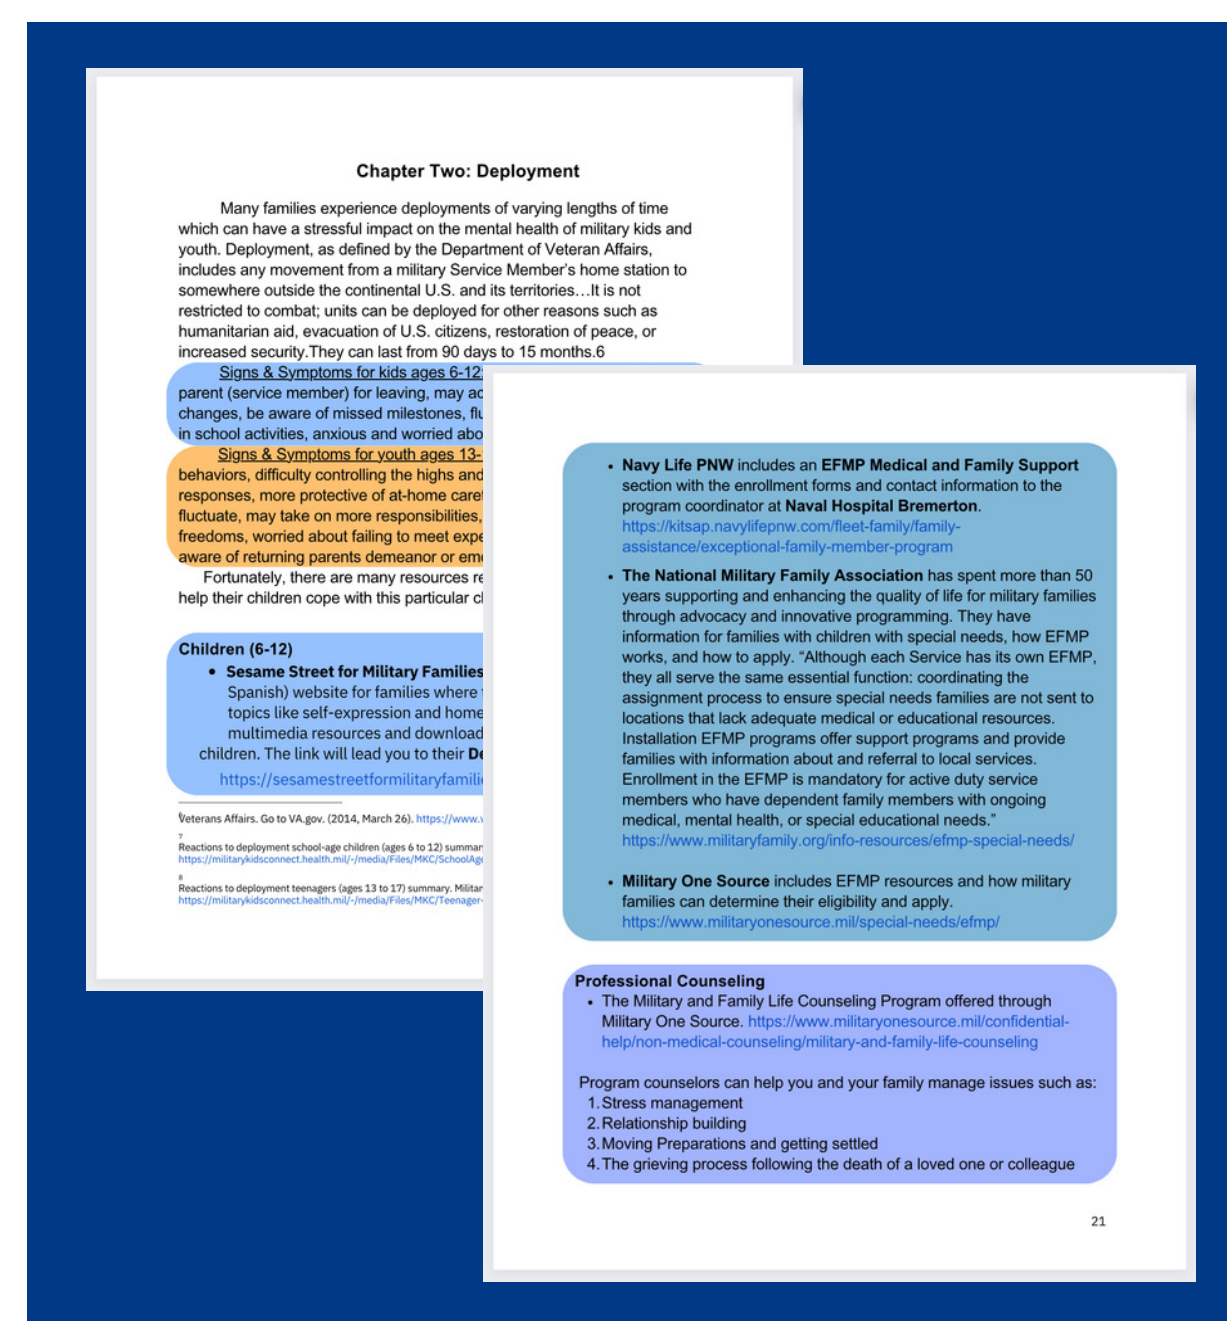 Chapter Two: Deployment
Many families experience deployments of varying lengths of time
which can have a stressful impact on the mental health of military kids and
youth. Deployment, as defined by the Department of Veteran Affairs,
includes any movement from a military Service Member's home station to
somewhere outside the continental U.S. and its territories…It is not
restricted to combat; units can be deployed for other reasons such as
humanitarian aid, evacuation of U.S. citizens, restoration of peace, or
increased security.They can last from 90 days to 15 months.6
Signs & Symptoms for kids ages 6-12
parent (service member) for leaving, may
changes, be aware of missed milestones,
in school activities, anxious and worried
Signs & Symptoms for youth ages
behaviors, difficulty controlling the highs and
responses, more protective of at-home
fluctuate, may take on more responsibilities,
freedoms, worried about failing to meet
aware of returning parents demeanor or
Fortunately, there are many resources
help their children cope with this particular
Children (6-12)
• Sesame Street for Military Families
Spanish) website for families where
topics like self-expression and home
multimedia resources and download
children. The link will lead you to their
https://sesamestreetformilitaryfamili
6
Veterans Affairs. Go to VA.gov. (2014, March 26). https://www.
7
Reactions to deployment school-age children (ages 6 to 12) summar
https://militarykidsconnect.health.mil/-/media/Files/MKC/SchoolAge
8
Reactions to deployment teenagers (ages 13 to 17) summary. Militar
https://militarykidsconnect.health.mil/-/media/Files/MKC/Teenager-
• Navy Life PNW includes an EFMP Medical and Family Support
section with the enrollment forms and contact information to the
program coordinator at Naval Hospital Bremerton.
https://kitsap.navylifepnw.com/fleet-family/family-
assistance/exceptional-family-member-program
• The National Military Family Association has spent more than 50
years supporting and enhancing the quality of life for military families
through advocacy and innovative programming. They have
information for families with children with special needs, how EFMP
works, and how to apply. “Although each Service has its own EFMP,
they all serve the same essential function: coordinating the
assignment process to ensure special needs families are not sent to
locations that lack adequate medical or educational resources.
Installation EFMP programs offer support programs and provide
families with information about and referral to local services.
Enrollment in the EFMP is mandatory for active duty service
members who have dependent family members with ongoing
medical, mental health, or special educational needs.”
https://www.militaryfamily.org/info-resources/efmp-special-needs/
• Military One Source includes EFMP resources and how military
families can determine their eligibility and apply.
https://www.militaryonesource.mil/special-needs/efmp/
Professional Counseling
• The Military and Family Life Counseling Program offered through
Military One Source. https://www.militaryonesource.mil/confidential-
help/non-medical-counseling/military-and-family-life-counseling
Program counselors can help you and your family manage issues such as:
1. Stress management
2. Relationship building
3. Moving Preparations and getting settled
4. The grieving process following the death of a loved one or colleague
21